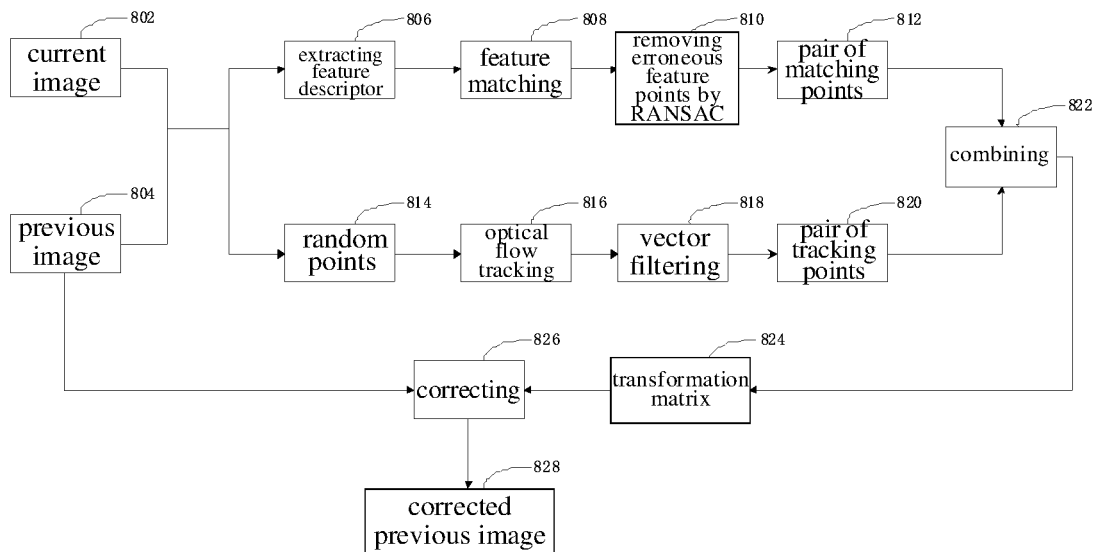 802
current
image
806
extracting
feature
descriptor
808
feature
matching
810
removing
erroneous
feature
points by
RANSAC
812
pair of
matching
points
822
combining
804
previous
image
814
random
points
816
optical
flow
tracking
818
vector
filtering
820
pair of
tracking
points
826
correcting
824
transformation
matrix
828
corrected
previous image